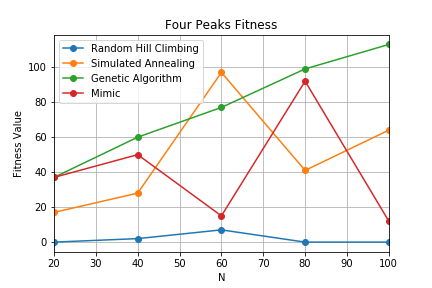 Four Peaks Fitness
Random Hill Climbing
Simulated Annealing
Genetic Algorithm
Mimic
Fitness Value
100
80
60
40
20
0
20 30 40 50 60 70 80 90 100
N